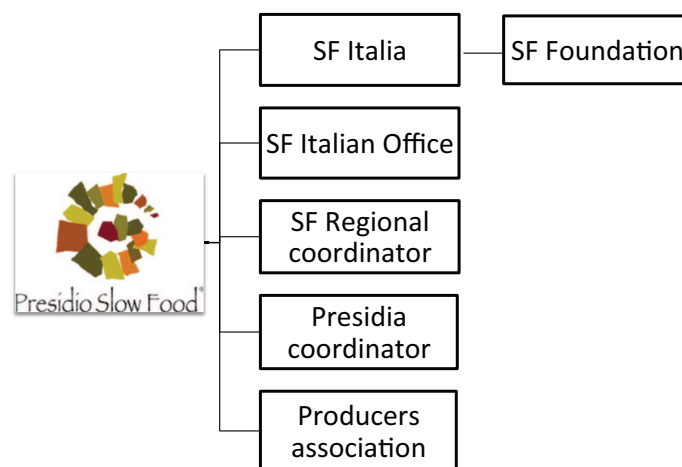 SF Italia
SF Foundation
SF Italian Office
SF Regional
coordinator
Presidio Slow Food®
Presidia
coordinator
Producers
association